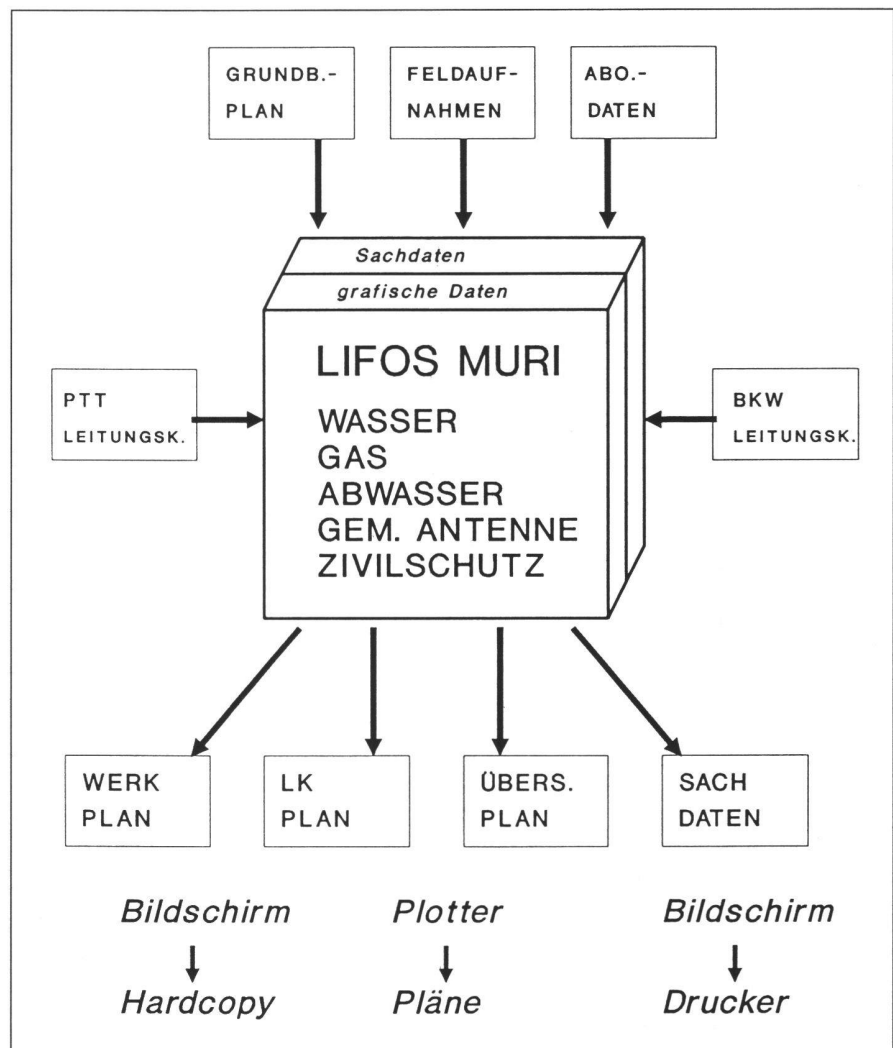 GRUNDB.-
PLAN
FELDAUF-
NAHMEN
ABO.-
DATEN
Sachdaten
grafische Daten
LIFOS MURI
WASSER
GAS
ABWASSER
GEM. ANTENNE
ZIVILSCHUTZ
PTT
LEITUNGSK.
BKW
LEITUNGSK.
WERK
PLAN
LK
PLAN
ÜBERS.
PLAN
SACH
DATEN
Bildschirm
Plotter
Bildschirm
Hardcopy
Pläne
Drucker